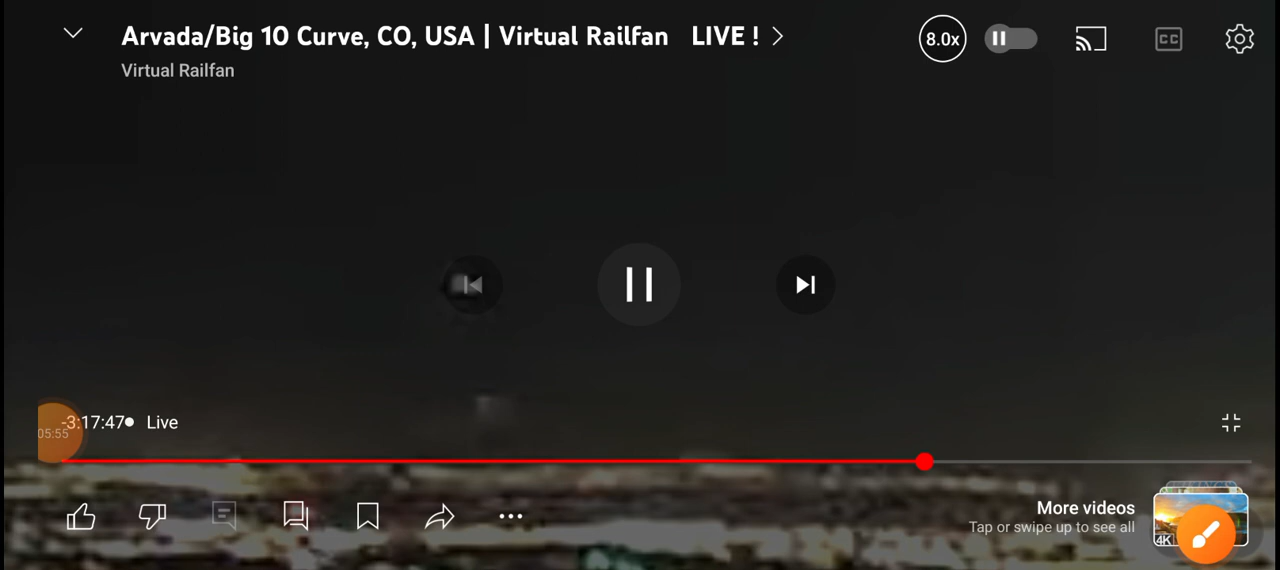 Arvada/Big 10 Curve, CO, USA | Virtual Railfan LIVE !
8.0x
CC
Virtual Railfan
-3:17:47 Live
05:55
More videos
Tap or swipe up to see all
4K